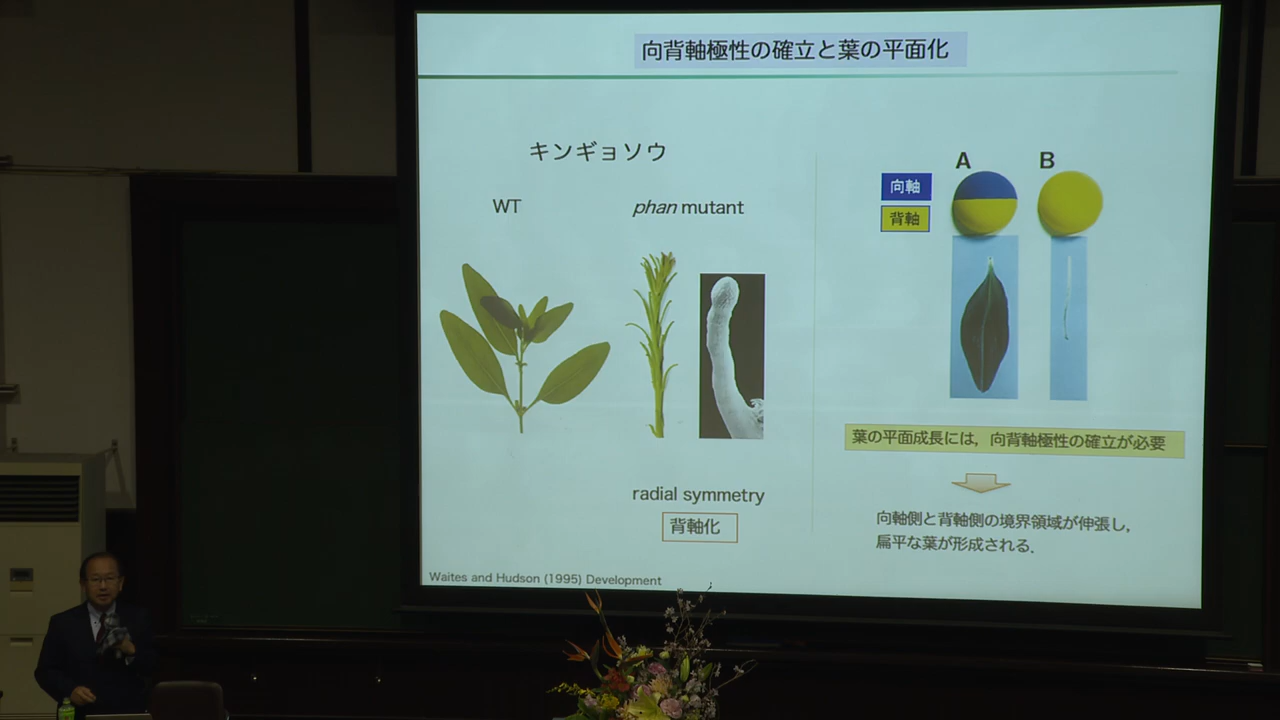 向背軸極性の確立と葉の平面化
キンギョソウ
WT
phan mutant
radial symmetry
背軸化
Waites and Hudson (1995) Development
A
B
向軸
背軸
葉の平面成長には，向背軸極性の確立が必要
向軸側と背軸側の境界領域が伸張し，
扁平な葉が形成される．